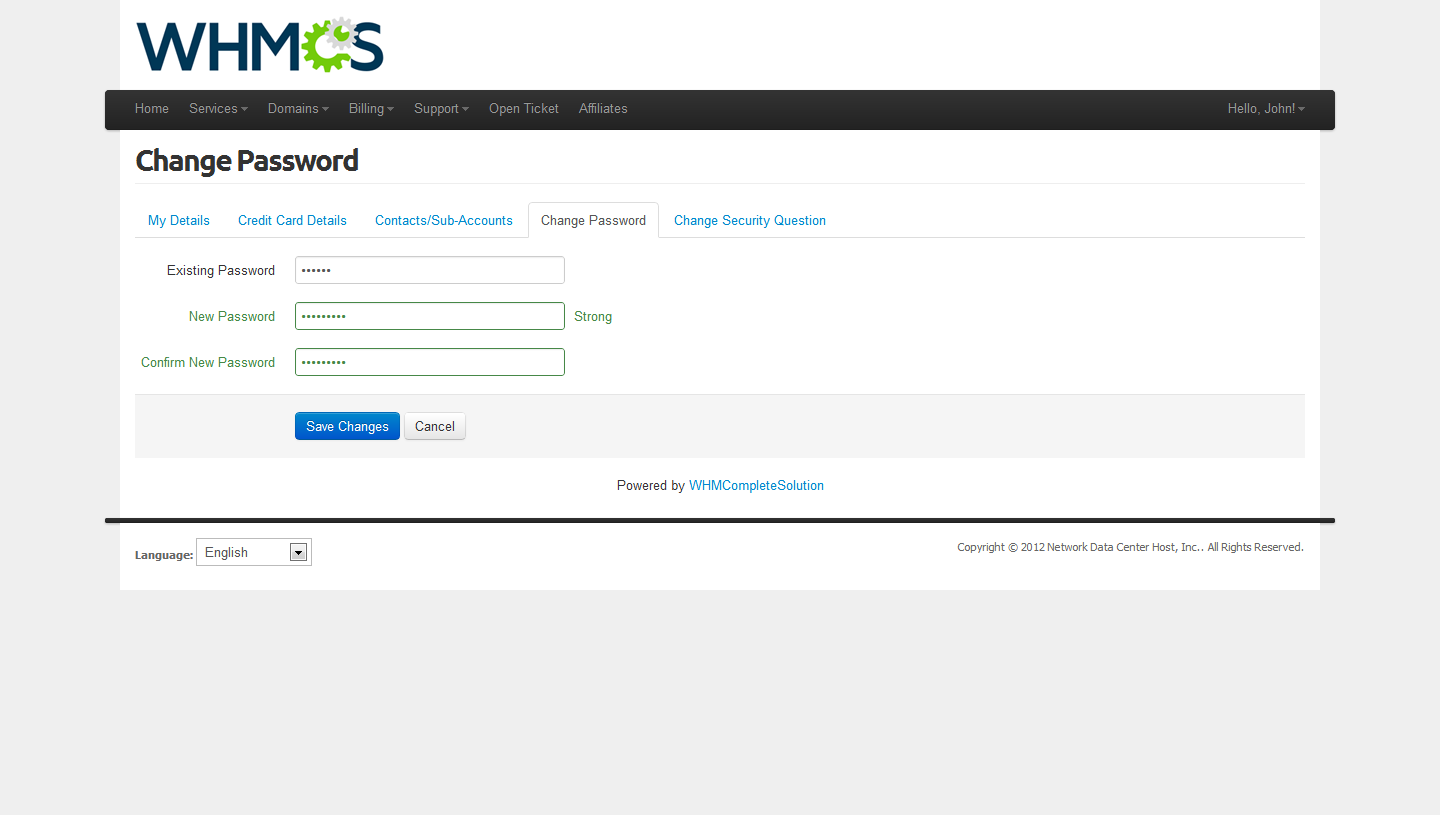 WHMCS
Home Services Domains Billing Support Open Ticket Affiliates Hello, John!
Change Password
My Details Credit Card Details Contacts/Sub-Accounts Change Password Change Security Question
Existing Password ••••••
New Password ••••••••• Strong
Confirm New Password •••••••••
Save Changes Cancel
Powered by WHMCompleteSolution
Language: English Copyright © 2012 Network Data Center Host, Inc.. All Rights Reserved.